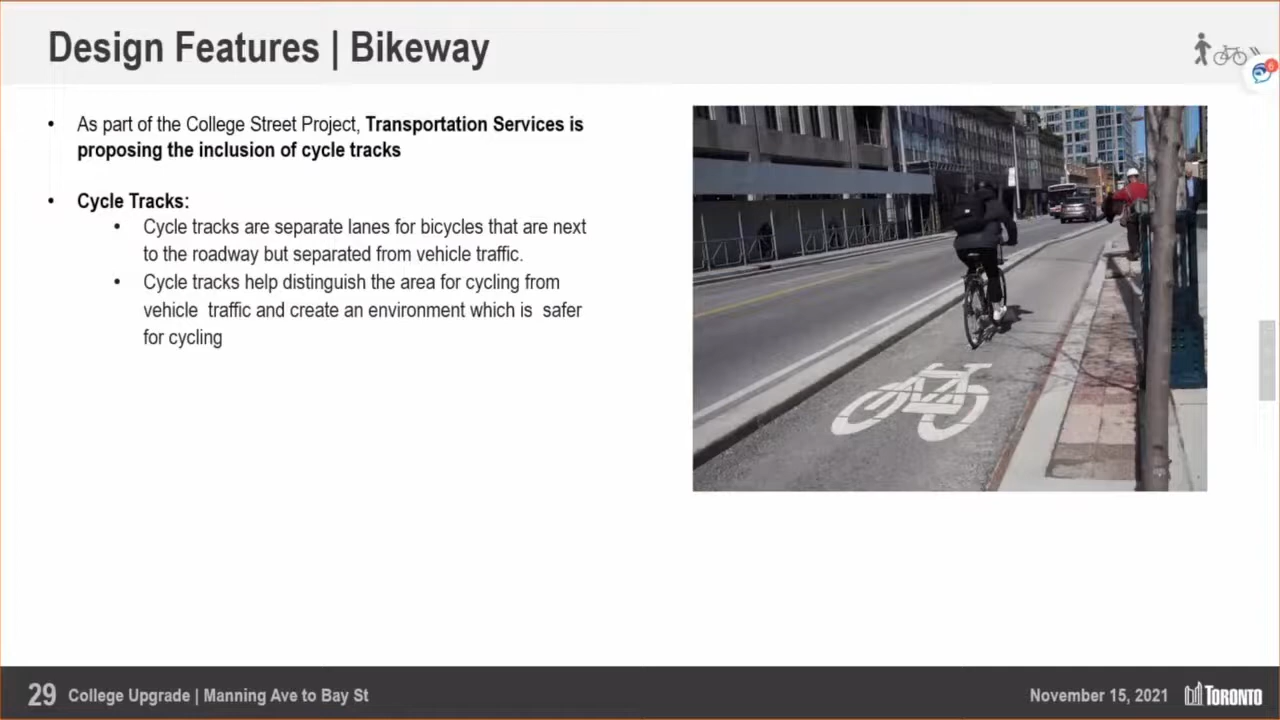 Design Features | Bikeway
6
• As part of the College Street Project, Transportation Services is
proposing the inclusion of cycle tracks
• Cycle Tracks:
• Cycle tracks are separate lanes for bicycles that are next
to the roadway but separated from vehicle traffic.
• Cycle tracks help distinguish the area for cycling from
vehicle traffic and create an environment which is safer
for cycling
29 College Upgrade | Manning Ave to Bay St
November 15, 2021 TORONTO